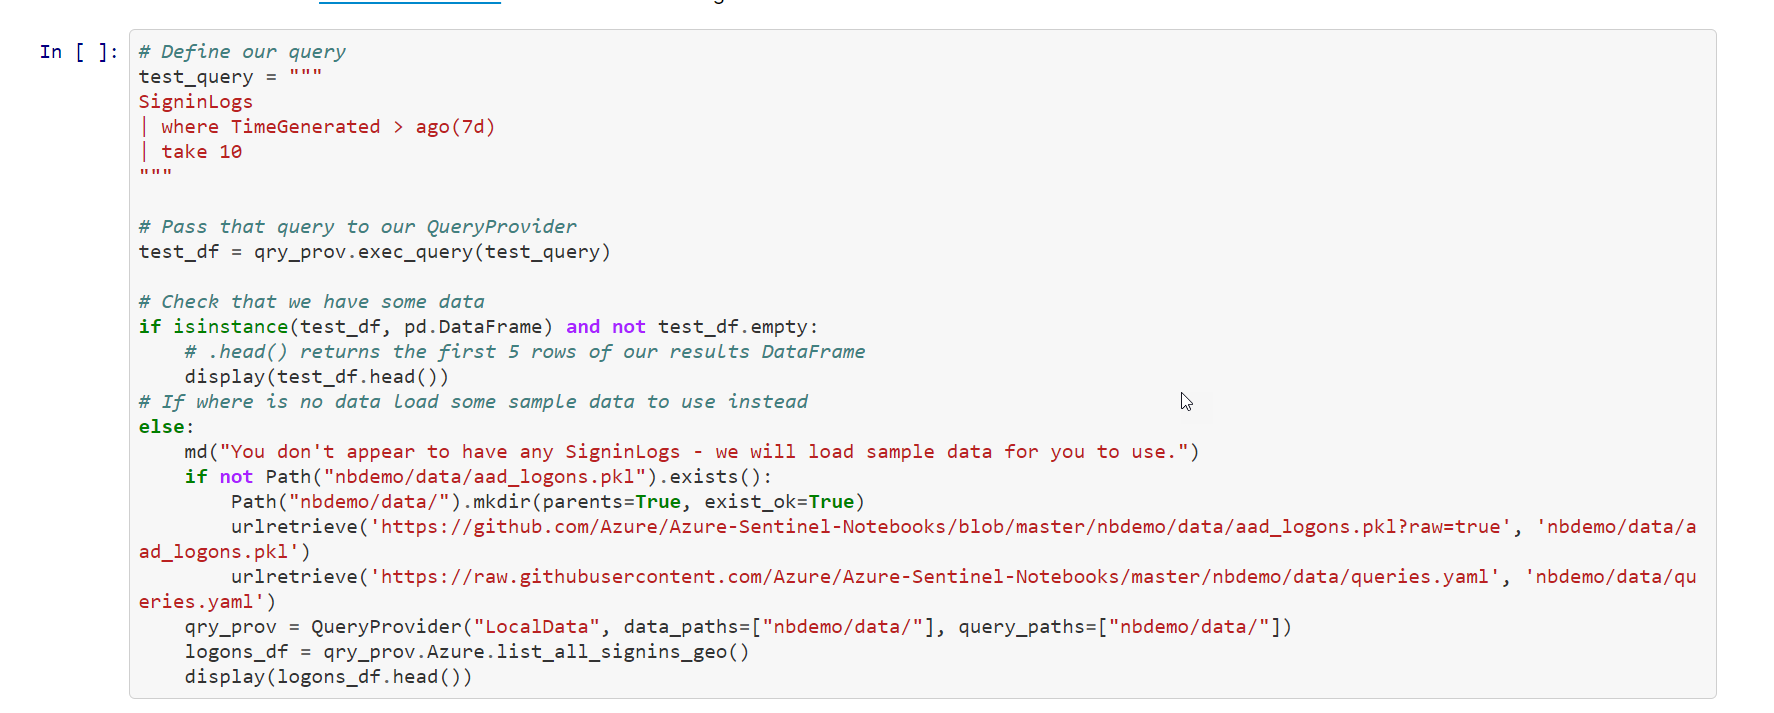 In [ ]:
# Define our query
test_query = """
SigninLogs
| where TimeGenerated > ago(7d)
| take 10
"""
# Pass that query to our QueryProvider
test_df = qry_prov.exec_query(test_query)
# Check that we have some data
if isinstance(test_df, pd.DataFrame) and not test_df.empty:
    # .head() returns the first 5 rows of our results DataFrame
    display(test_df.head())
# If where is no data load some sample data to use instead
else:
    md("You don't appear to have any SigninLogs - we will load sample data for you to use.")
    if not Path("nbdemo/data/aad_logons.pkl").exists():
        Path("nbdemo/data/").mkdir(parents=True, exist_ok=True)
        urlretrieve('https://github.com/Azure/Azure-Sentinel-Notebooks/blob/master/nbdemo/data/aad_logons.pkl?raw=true', 'nbdemo/data/a
ad_logons.pkl')
        urlretrieve('https://raw.githubusercontent.com/Azure/Azure-Sentinel-Notebooks/master/nbdemo/data/queries.yaml', 'nbdemo/data/qu
eries.yaml')
    qry_prov = QueryProvider("LocalData", data_paths=["nbdemo/data/"], query_paths=["nbdemo/data/"])
    logons_df = qry_prov.Azure.list_all_signins_geo()
    display(logons_df.head())